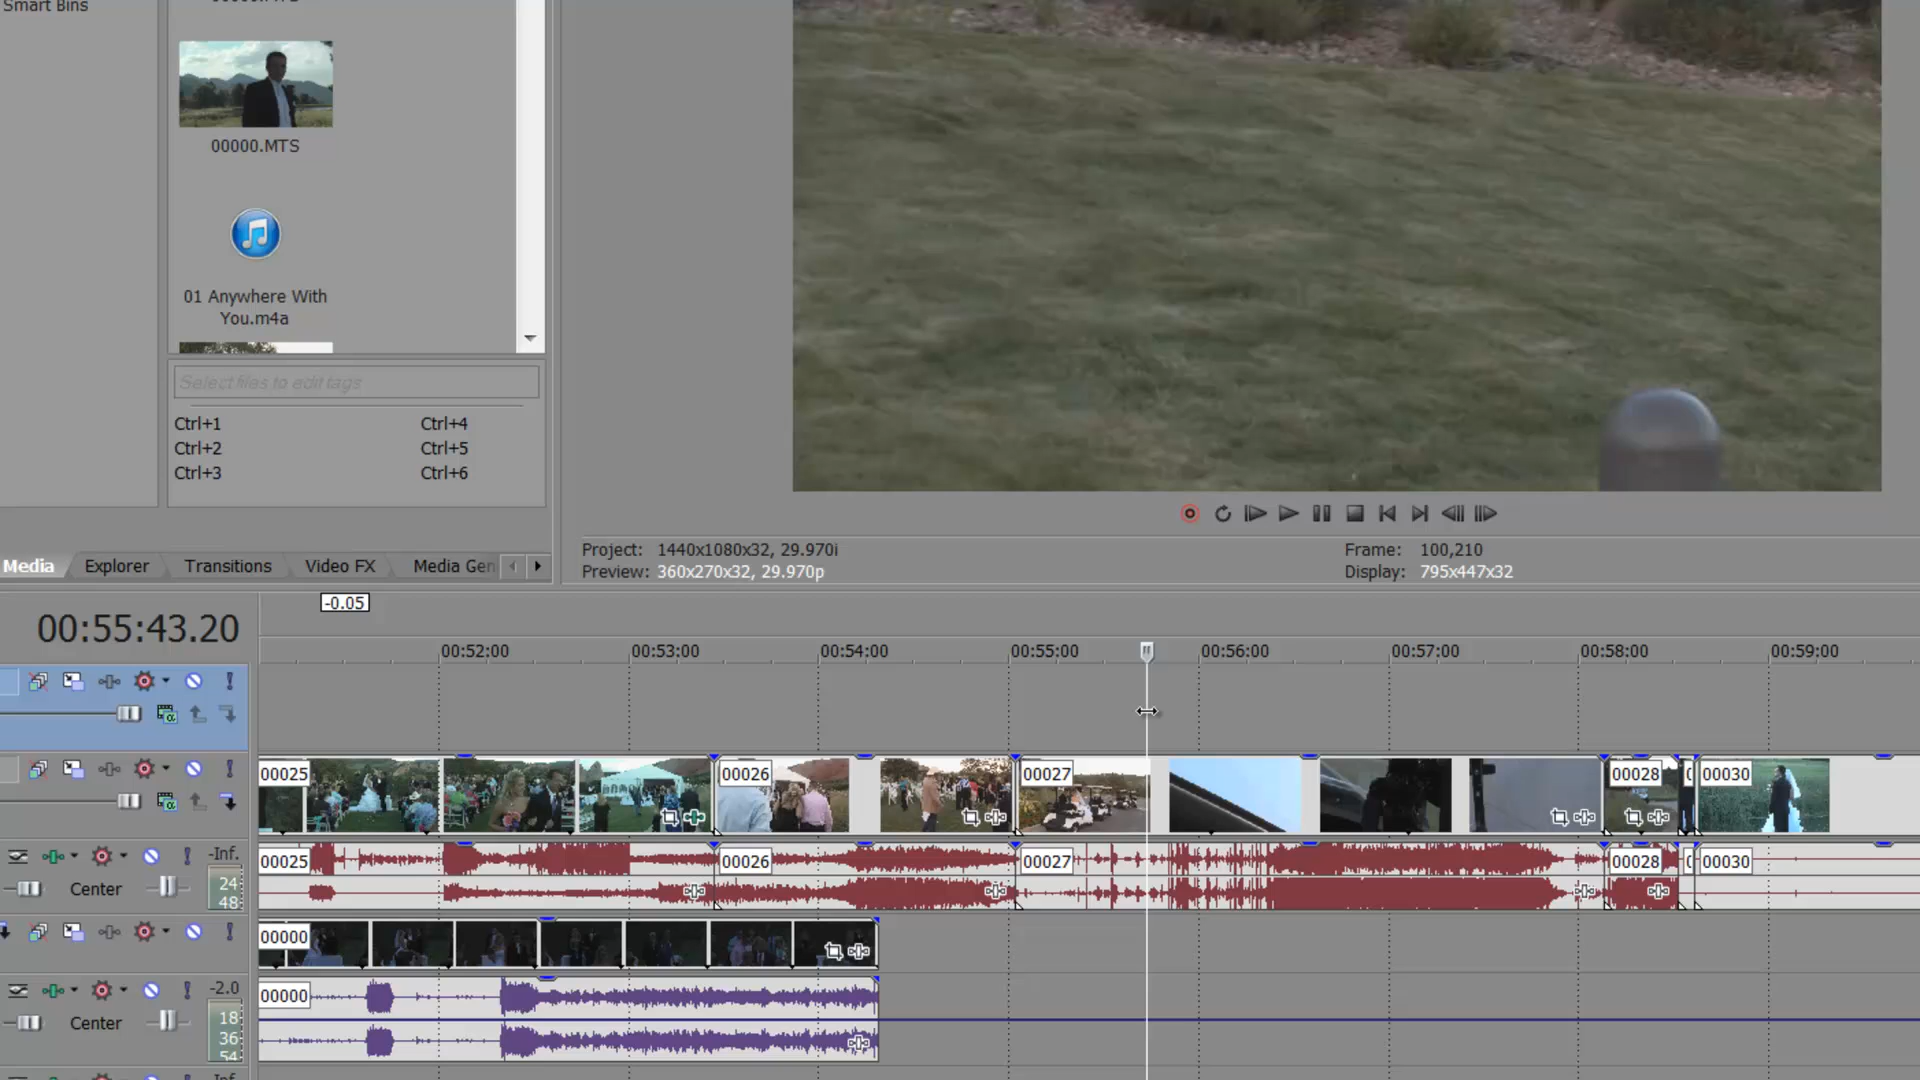 Smart Bins
00000.MTS
01 Anywhere With
You.m4a
Select files to edit tags
Ctrl+1
Ctrl+4
Ctrl+2
Ctrl+5
Ctrl+3
Ctrl+6
Media
Explorer
Transitions
Video FX
Media Gen
Project: 1440x1080x32, 29.970i
Preview: 360x270x32, 29.970p
Frame: 100,210
Display: 795x447x32
-0.05
00:55:43.20
00:52:00
00:53:00
00:54:00
00:55:00
00:56:00
00:57:00
00:58:00
00:59:00
00025
00026
00027
00028
00030
-Inf.
Center
24
48
00025
00026
00027
00028
00030
00000
-2.0
Center
18
36
54
00000